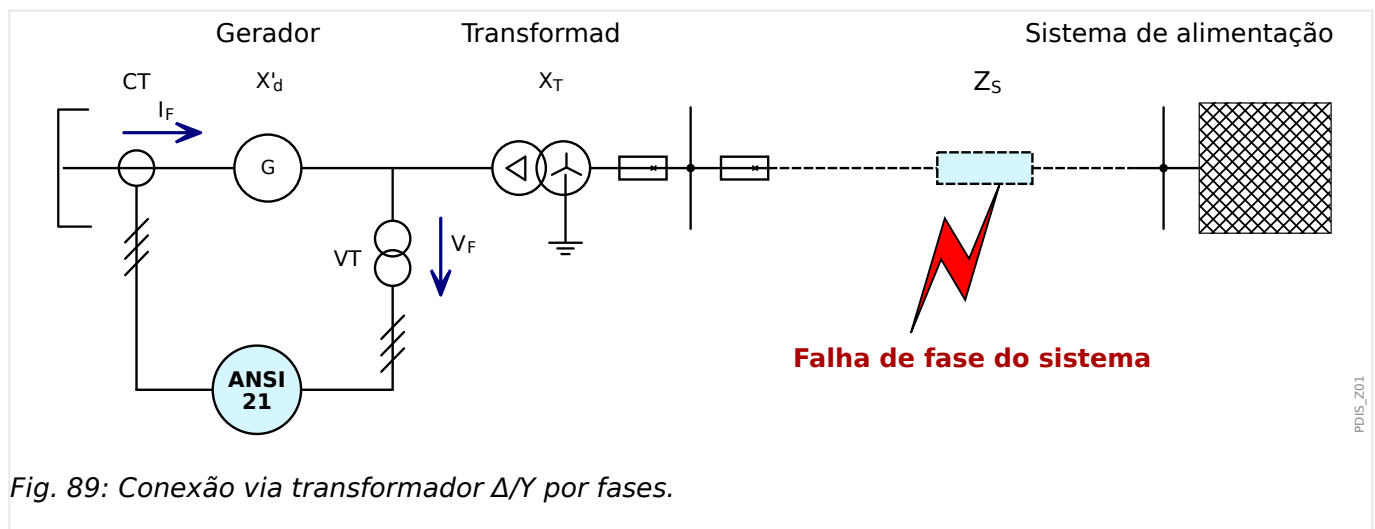 Gerador
Transformad
Sistema de alimentação
CT
X'd
XT
ZS
IF
G
VT
VF
ANSI
21
Falha de fase do sistema
PDIS_Z01
Fig. 89: Conexão via transformador Δ/Y por fases.